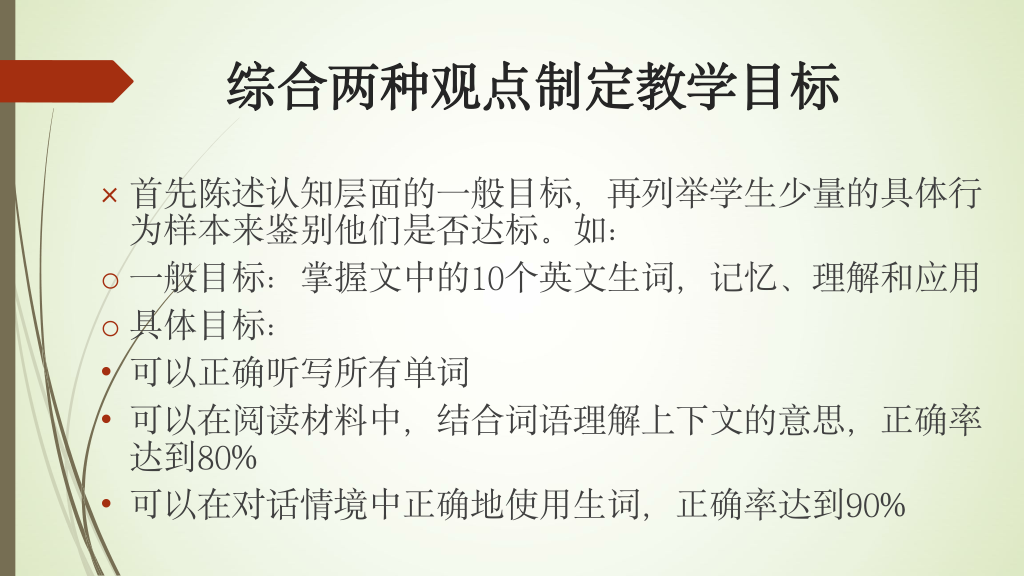 综合两种观点制定教学目标
× 首先陈述认知层面的一般目标，再列举学生少量的具体行
为样本来鉴别他们是否达标。如：
○ 一般目标：掌握文中的10个英文生词，记忆、理解和应用
○ 具体目标：
• 可以正确听写所有单词
• 可以在阅读材料中，结合词语理解上下文的意思，正确率
达到80%
• 可以在对话情境中正确地使用生词，正确率达到90%